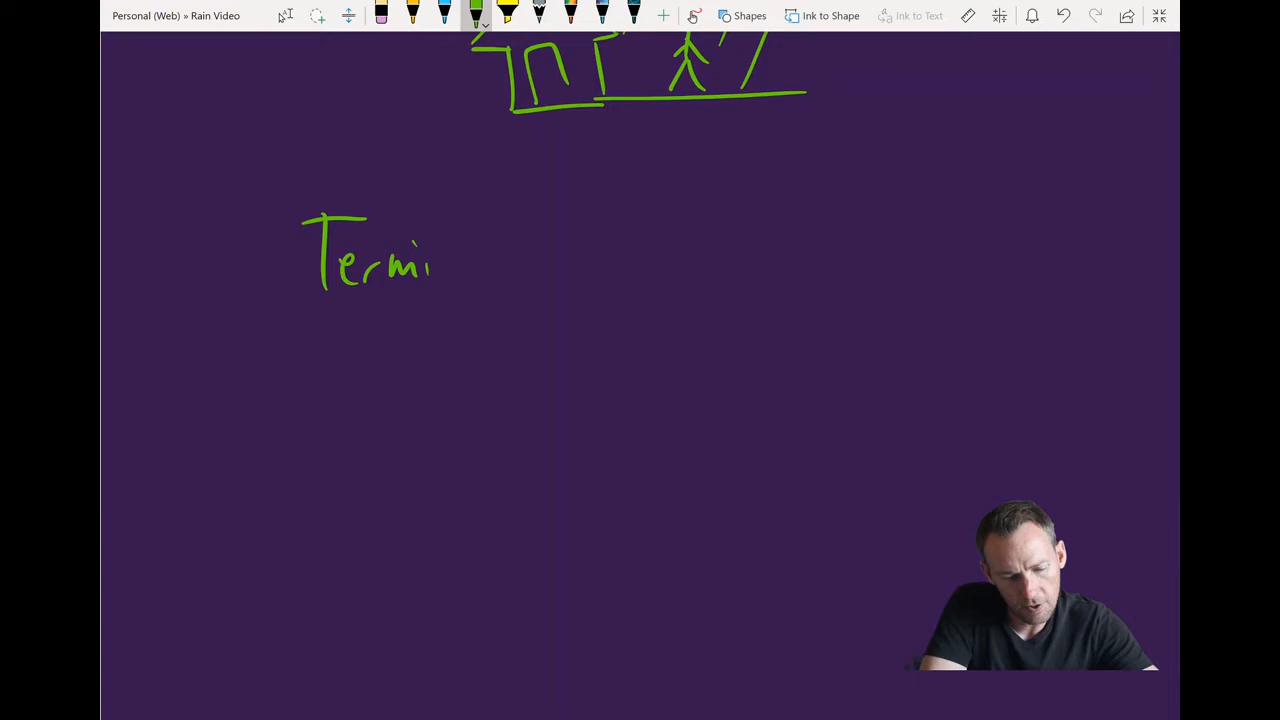 Personal (Web) » Rain Video
Shapes
Ink to Shape
Ink to Text
Termi